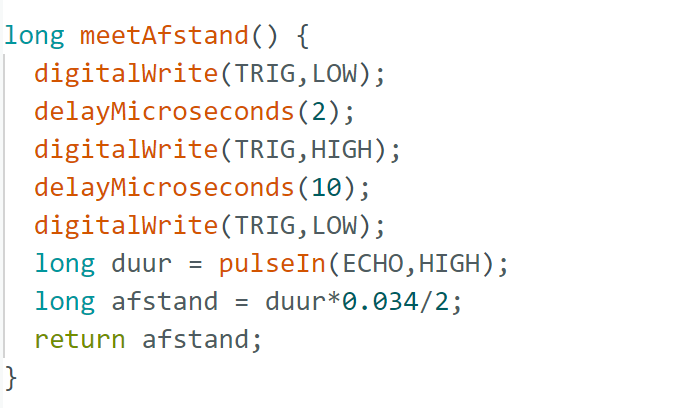 long meetAfstand() {
  digitalWrite(TRIG,LOW);
  delayMicroseconds(2);
  digitalWrite(TRIG,HIGH);
  delayMicroseconds(10);
  digitalWrite(TRIG,LOW);
  long duur = pulseIn(ECHO,HIGH);
  long afstand = duur*0.034/2;
  return afstand;
}